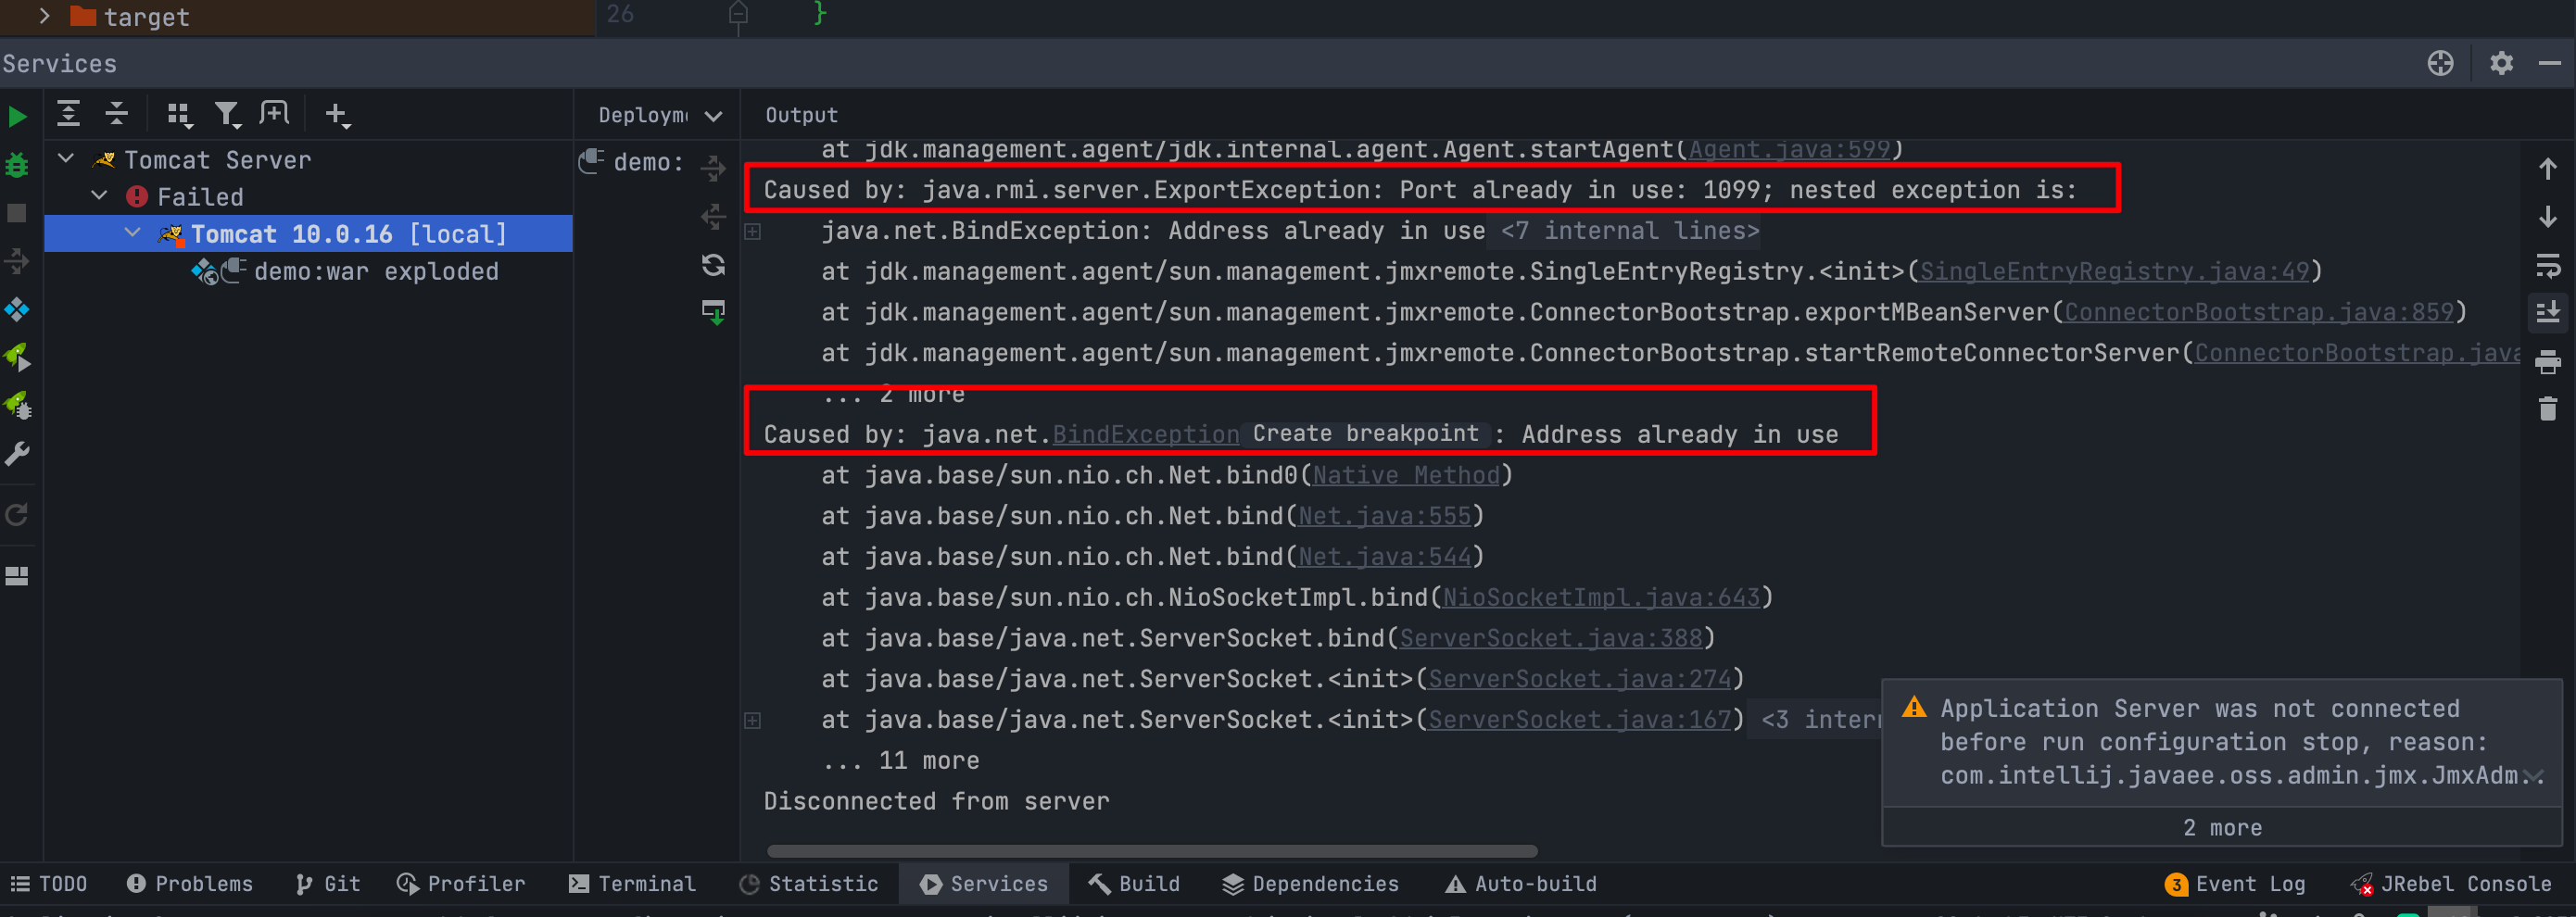 target
26
}
Services
Deployme
Output
Tomcat Server
Failed
Tomcat 10.0.16 [local]
demo:war exploded
demo:
at jdk.management.agent/jdk.internal.agent.Agent.startAgent(Agent.java:599)
Caused by: java.rmi.server.ExportException: Port already in use: 1099; nested exception is:
java.net.BindException: Address already in use <7 internal lines>
at jdk.management.agent/sun.management.jmxremote.SingleEntryRegistry.<init>(SingleEntryRegistry.java:49)
at jdk.management.agent/sun.management.jmxremote.ConnectorBootstrap.exportMBeanServer(ConnectorBootstrap.java:859)
at jdk.management.agent/sun.management.jmxremote.ConnectorBootstrap.startRemoteConnectorServer(ConnectorBootstrap.java
... 2 more
Caused by: java.net.BindException Create breakpoint : Address already in use
at java.base/sun.nio.ch.Net.bind0(Native Method)
at java.base/sun.nio.ch.Net.bind(Net.java:555)
at java.base/sun.nio.ch.Net.bind(Net.java:544)
at java.base/sun.nio.ch.NioSocketImpl.bind(NioSocketImpl.java:643)
at java.base/java.net.ServerSocket.bind(ServerSocket.java:388)
at java.base/java.net.ServerSocket.<init>(ServerSocket.java:274)
at java.base/java.net.ServerSocket.<init>(ServerSocket.java:167) <3 inter
... 11 more
Disconnected from server
Application Server was not connected
before run configuration stop, reason:
com.intellij.javaee.oss.admin.jmx.JmxAdm..
2 more
TODO
Problems
Git
Profiler
Terminal
Statistic
Services
Build
Dependencies
Auto-build
3 Event Log
JRebel Console